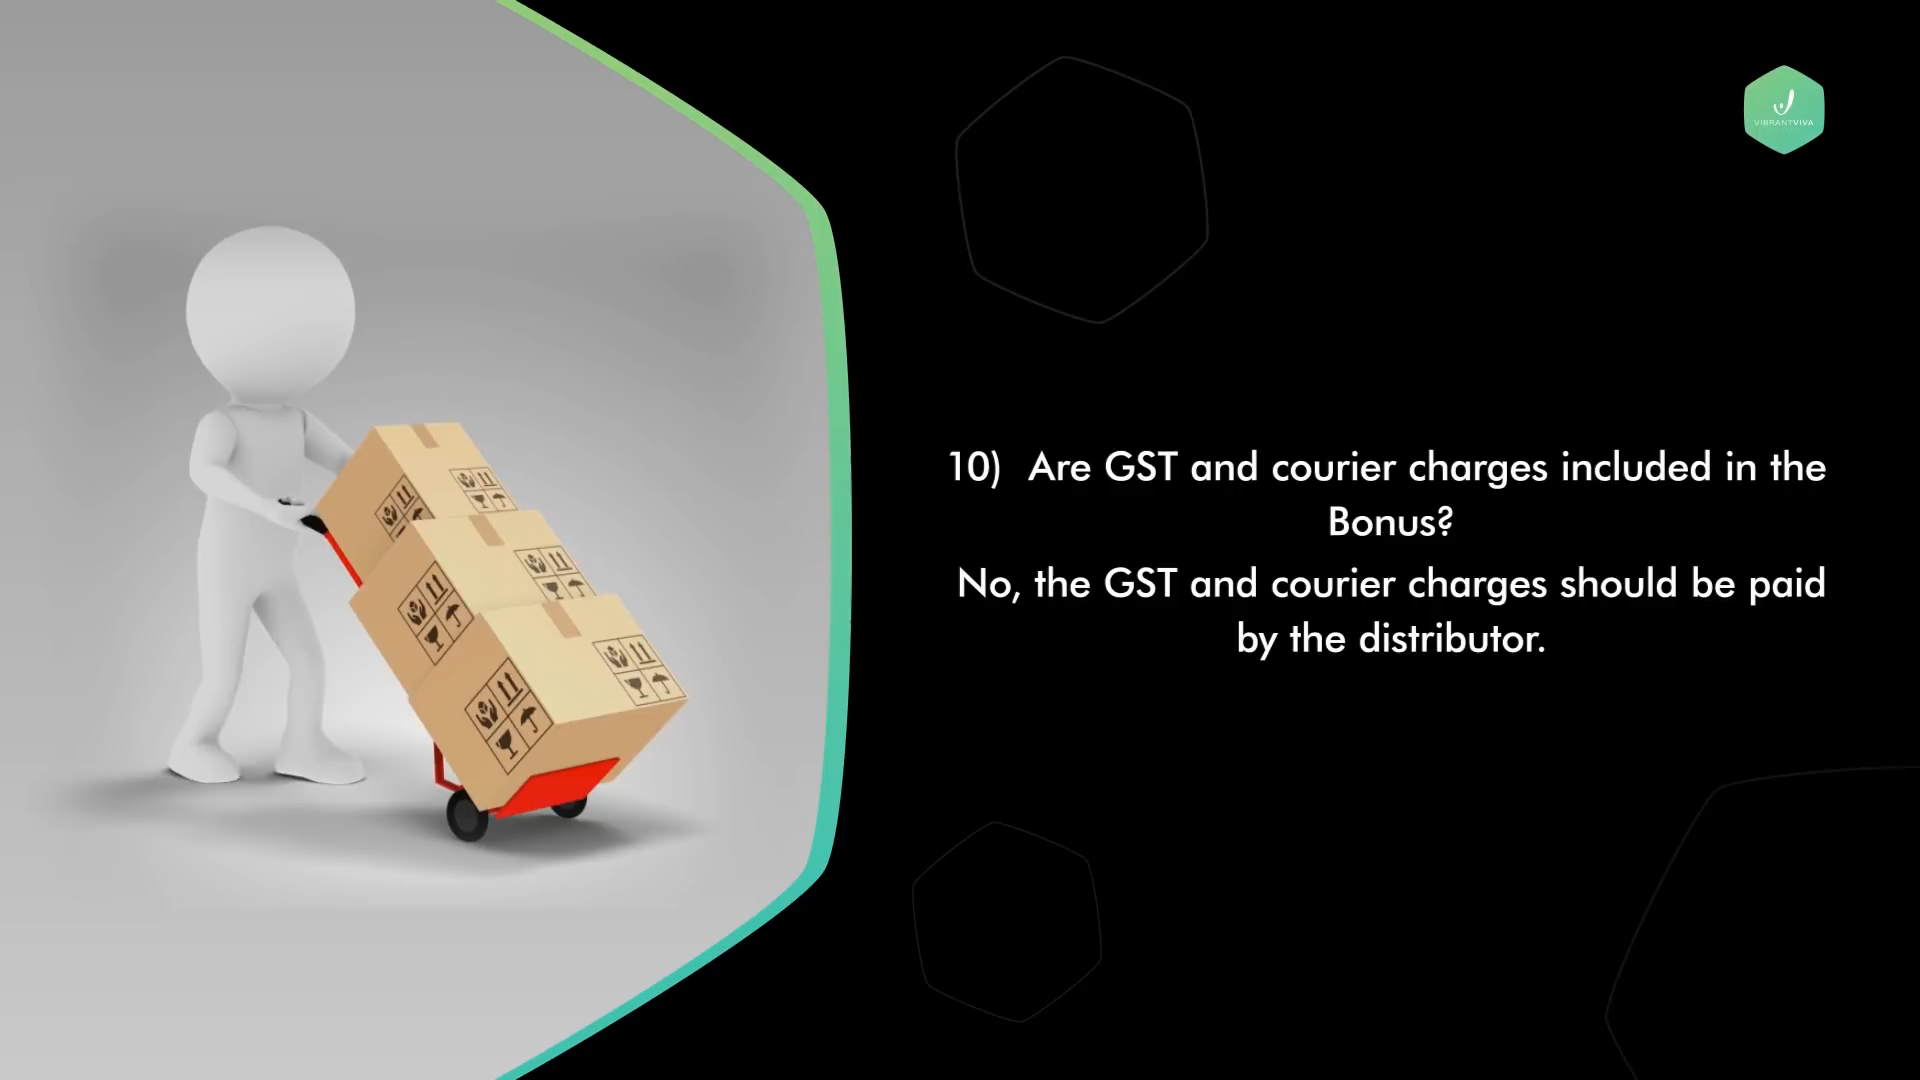 VIBRANTVIVA
10) Are GST and courier charges included in the
Bonus?
No, the GST and courier charges should be paid
by the distributor.